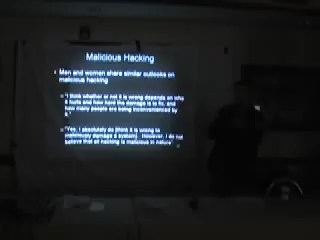 Malicious Hacking
• Men and women share similar outlooks on
malicious hacking
"I think whether or not it is wrong depends on who
it hurts and how hard the damage is to fix, and
how many people are being inconvenienced by
it."
"Yes, I absolutely do [think it is wrong to
maliciously damage a system]. However, I do not
believe that all hacking is malicious in nature"